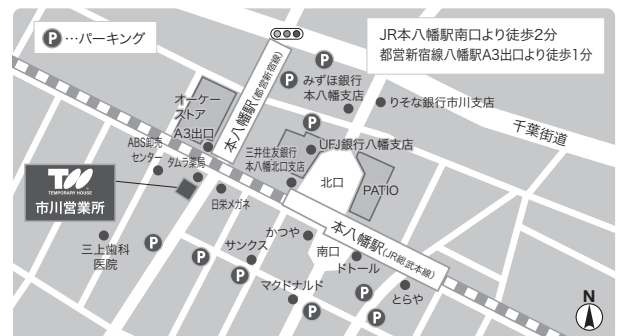 P…パーキング
JR本八幡駅南口より徒歩2分
都営新宿線八幡駅A3出口より徒歩1分
P
P
みずほ銀行
本八幡支店
りそな銀行市川支店
千葉街道
本八幡駅(都営新宿線)
オーケー
ストア
A3出口
P
UFJ銀行八幡支店
三井住友銀行
本八幡北口支店
ABS卸売
センター
タムラ薬局
北口
PATIO
TEMPORARY HOUSE
市川営業所
日栄メガネ
本八幡駅(JR総武本線)
三上歯科
医院
P
P
サンクス
P
かつや
南口
ドトール
とらや
マクドナルド
P
P
P
N